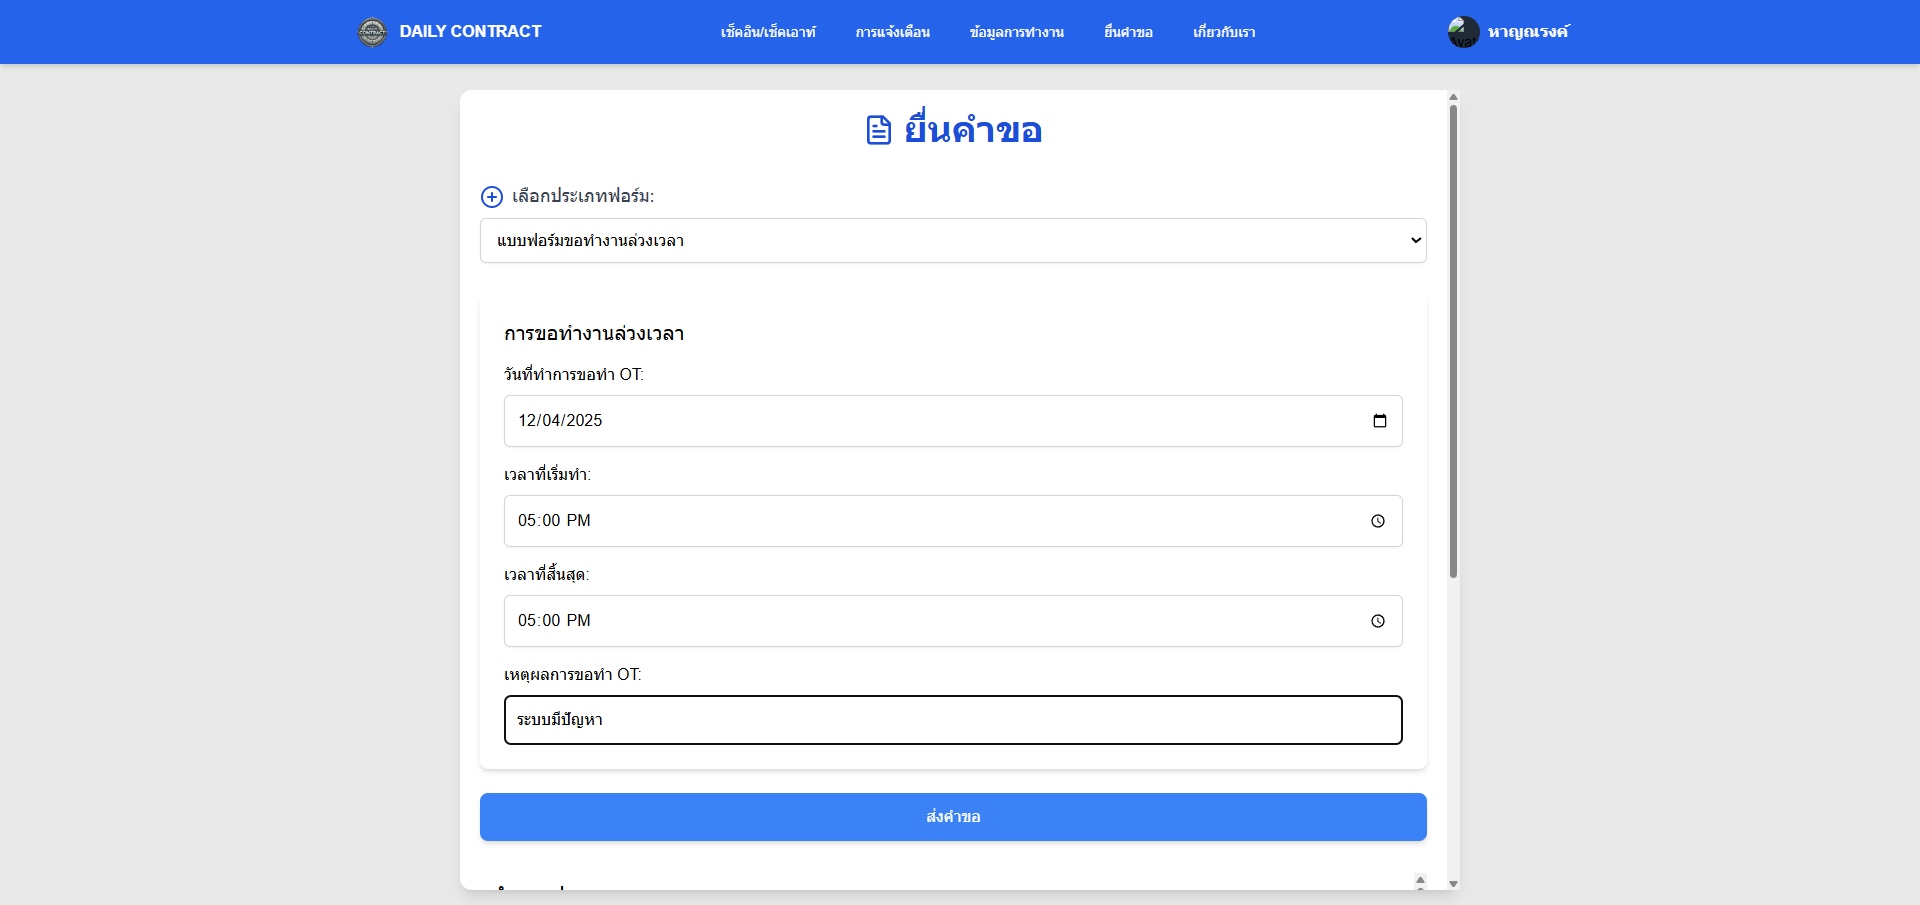 DAILY CONTRACT
เช็คอิน/เช็คเอาท์
การแจ้งเตือน
ข้อมูลการทำงาน
ยื่นคำขอ
เกี่ยวกับเรา
หาญณรงค์
ยื่นคำขอ
เลือกประเภทฟอร์ม:
แบบฟอร์มขอทำงานล่วงเวลา
การขอทำงานล่วงเวลา
วันที่ทำการขอทำ OT:
12/04/2025
เวลาที่เริ่มทำ:
05:00 PM
เวลาที่สิ้นสุด:
05:00 PM
เหตุผลการขอทำ OT:
ระบบมีปัญหา
ส่งคำขอ